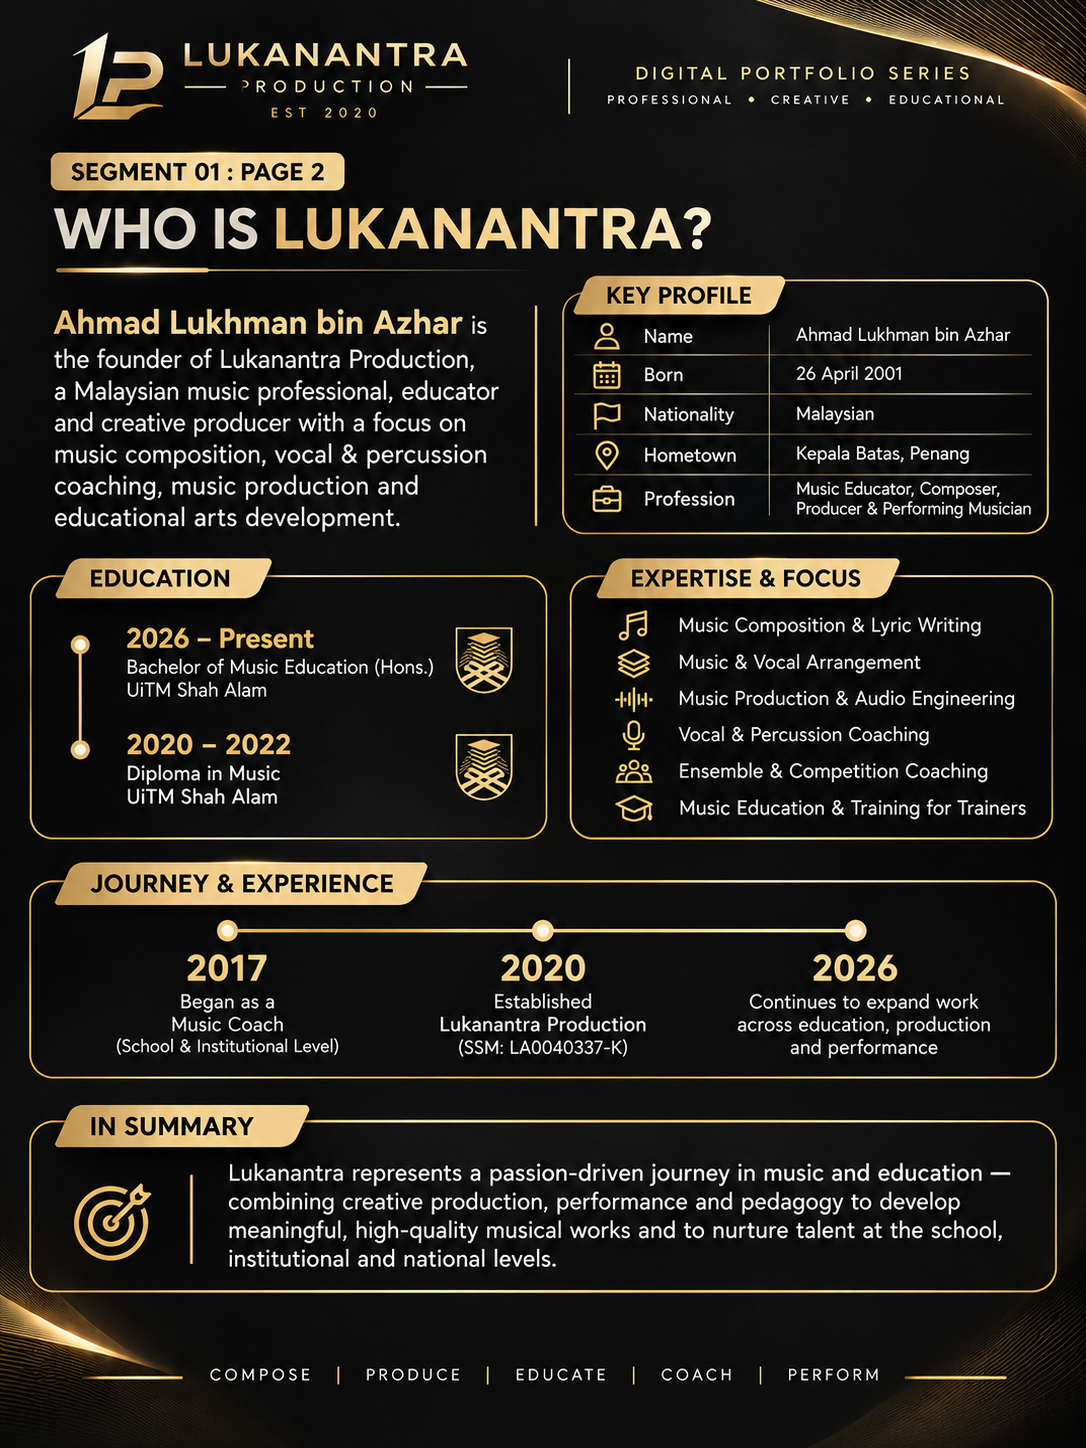 LUKANANTRA
PRODUCTION
EST 2020
DIGITAL PORTFOLIO SERIES
PROFESSIONAL • CREATIVE • EDUCATIONAL
SEGMENT 01 : PAGE 2
WHO IS LUKANANTRA?
Ahmad Lukhman bin Azhar is
the founder of Lukanantra Production,
a Malaysian music professional, educator
and creative producer with a focus on
music composition, vocal & percussion
coaching, music production and
educational arts development.
KEY PROFILE
Name Ahmad Lukhman bin Azhar
Born 26 April 2001
Nationality Malaysian
Hometown Kepala Batas, Penang
Profession Music Educator, Composer,
Producer & Performing Musician
EDUCATION
2026 – Present
Bachelor of Music Education (Hons.)
UiTM Shah Alam
2020 – 2022
Diploma in Music
UiTM Shah Alam
EXPERTISE & FOCUS
Music Composition & Lyric Writing
Music & Vocal Arrangement
Music Production & Audio Engineering
Vocal & Percussion Coaching
Ensemble & Competition Coaching
Music Education & Training for Trainers
JOURNEY & EXPERIENCE
2017
Began as a
Music Coach
(School & Institutional Level)
2020
Established
Lukanantra Production
(SSM: LA0040337-K)
2026
Continues to expand work
across education, production
and performance
IN SUMMARY
Lukanantra represents a passion-driven journey in music and education —
combining creative production, performance and pedagogy to develop
meaningful, high-quality musical works and to nurture talent at the school,
institutional and national levels.
COMPOSE | PRODUCE | EDUCATE | COACH | PERFORM